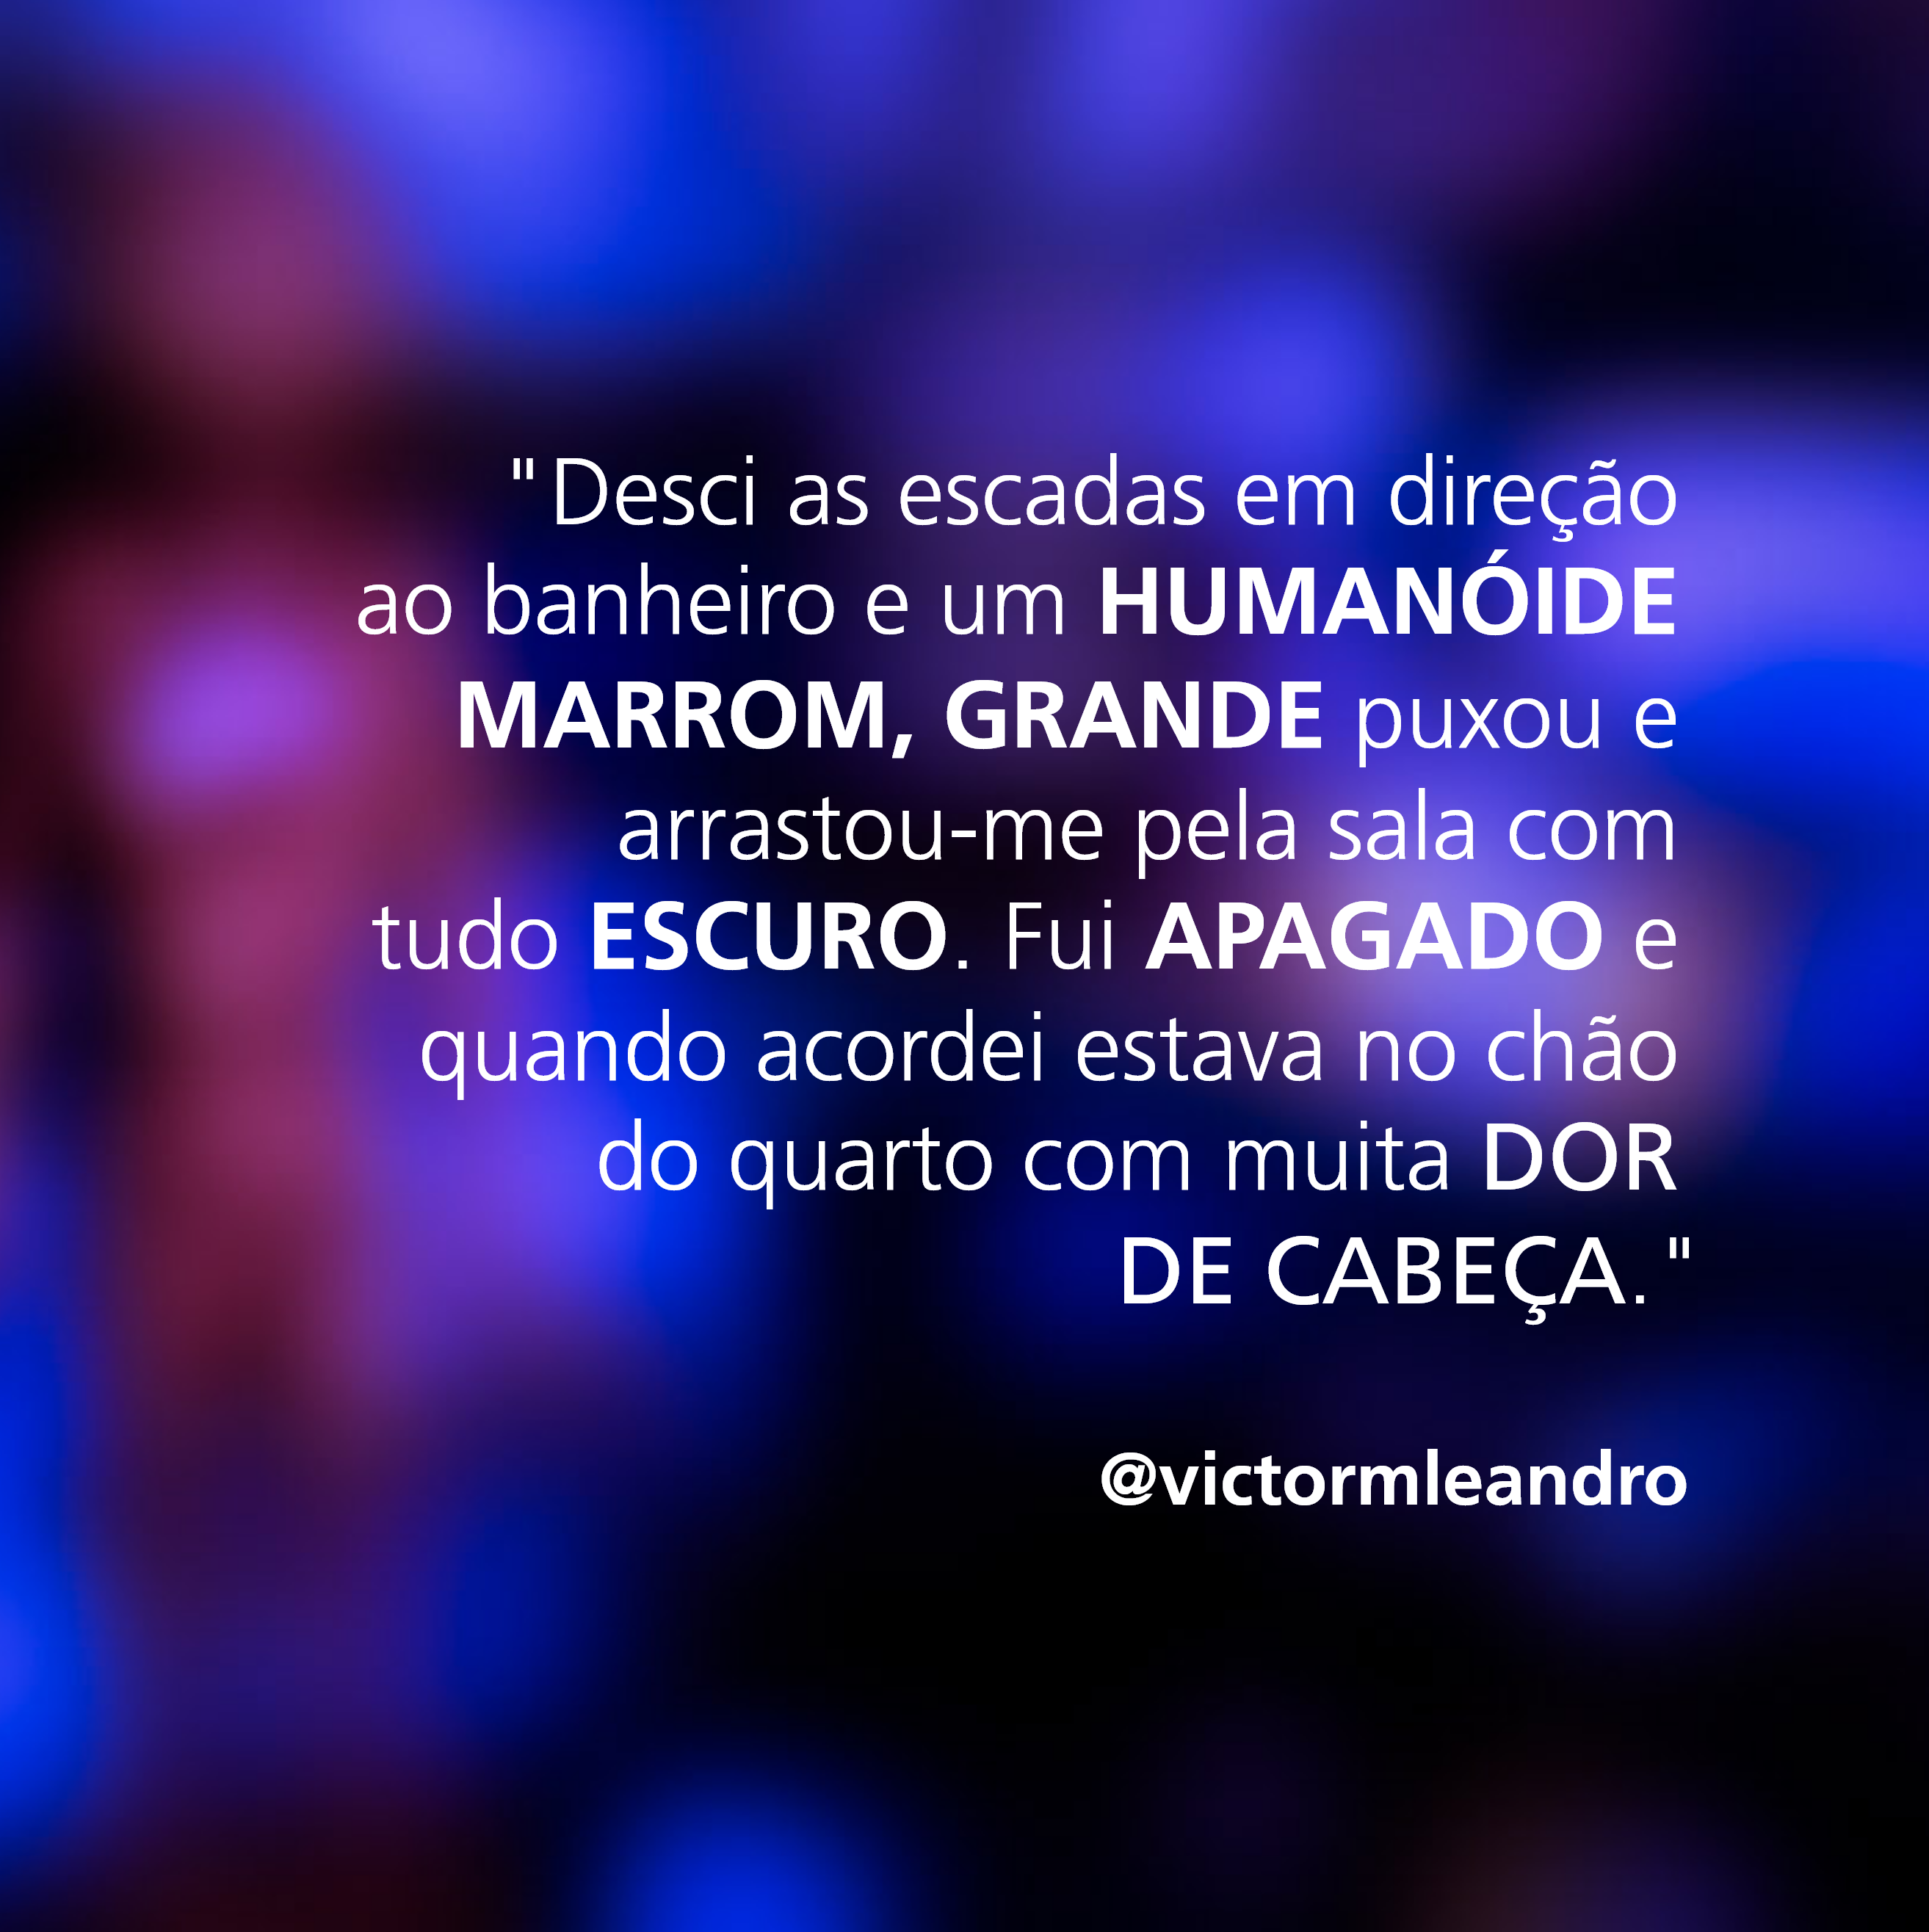 "Desci as escadas em direção
ao banheiro e um HUMANÓIDE
MARROM, GRANDE puxou e
arrastou-me pela sala com
tudo ESCURO. Fui APAGADO e
quando acordei estava no chão
do quarto com muita DOR
DE CABEÇA."
@victormleandro